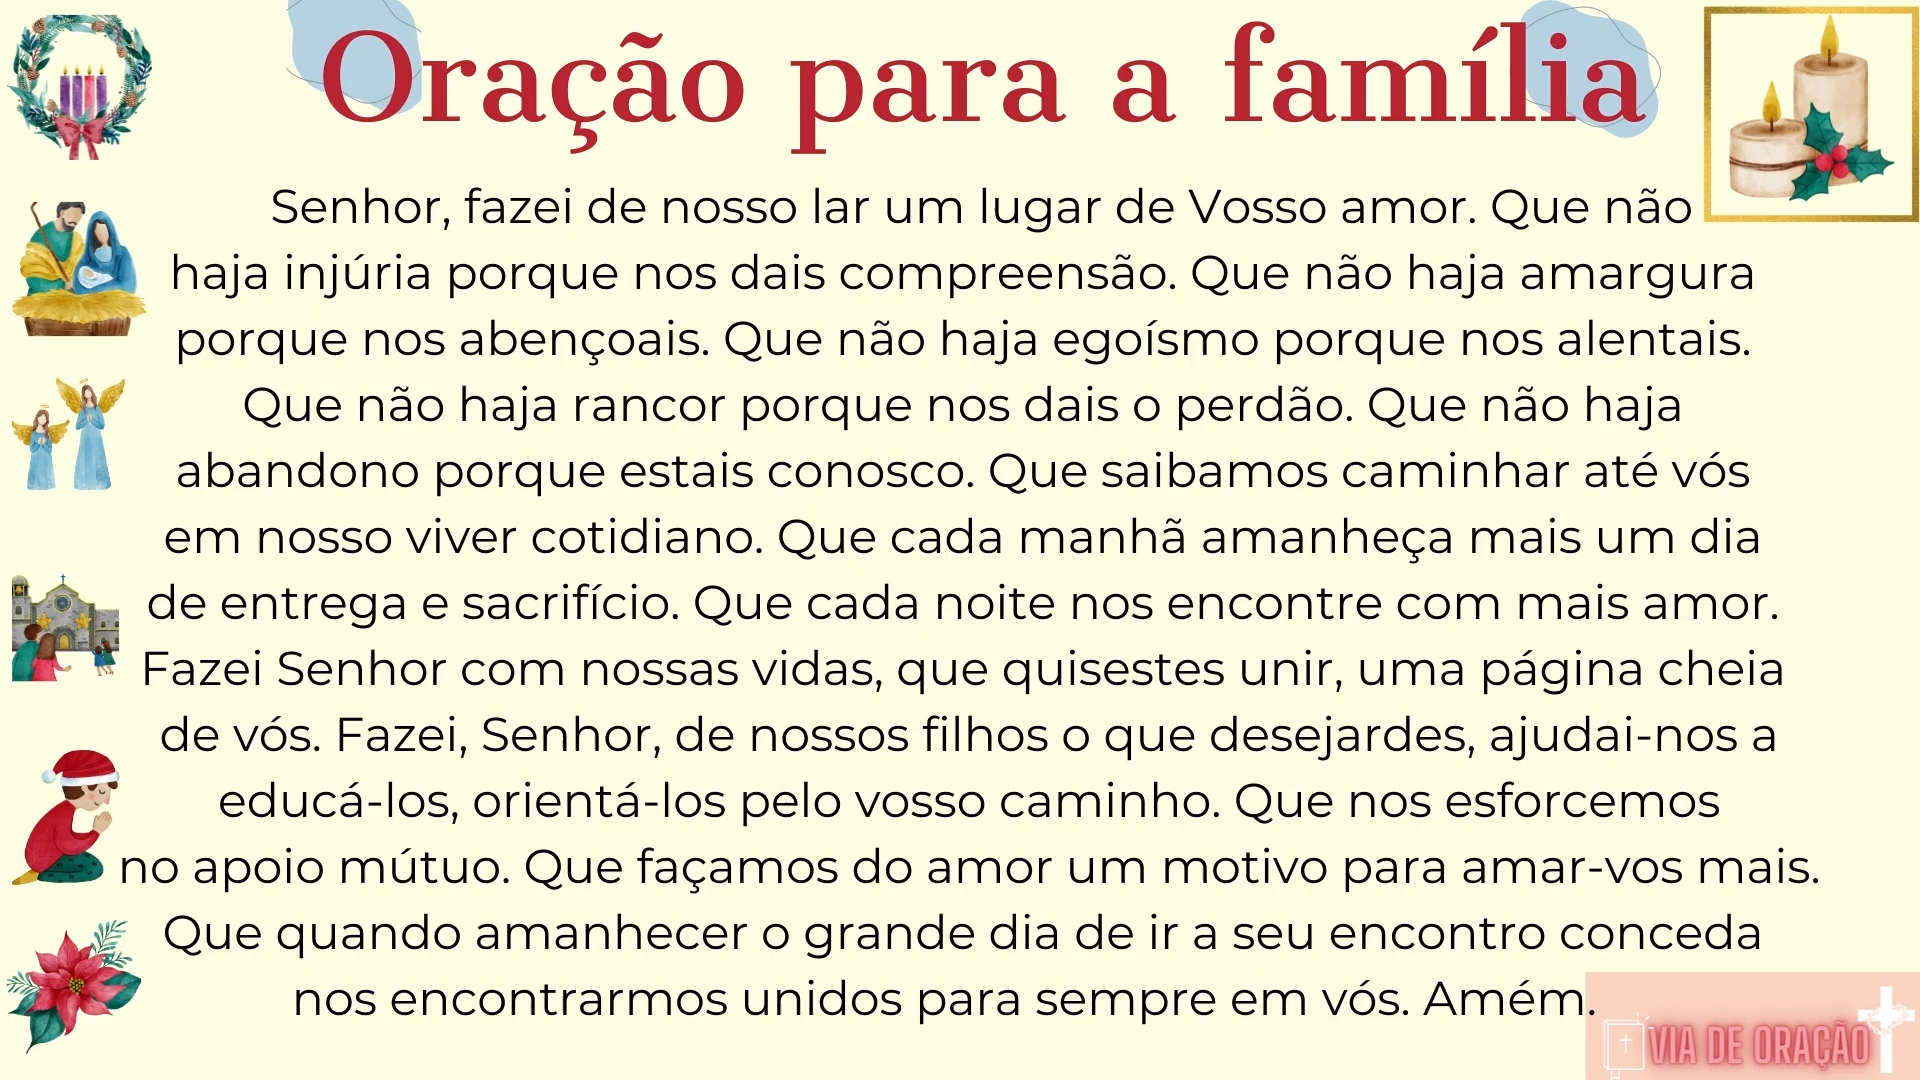 Oração para a família
Senhor, fazei de nosso lar um lugar de Vosso amor. Que não
haja injúria porque nos dais compreensão. Que não haja amargura
porque nos abençoais. Que não haja egoísmo porque nos alentais.
Que não haja rancor porque nos dais o perdão. Que não haja
abandono porque estais conosco. Que saibamos caminhar até vós
em nosso viver cotidiano. Que cada manhã amanheça mais um dia
de entrega e sacrifício. Que cada noite nos encontre com mais amor.
Fazei Senhor com nossas vidas, que quisestes unir, uma página cheia
de vós. Fazei, Senhor, de nossos filhos o que desejardes, ajudai-nos a
educá-los, orientá-los pelo vosso caminho. Que nos esforcemos
no apoio mútuo. Que façamos do amor um motivo para amar-vos mais.
Que quando amanhecer o grande dia de ir a seu encontro conceda
nos encontrarmos unidos para sempre em vós. Amém.
VIA DE ORAÇÃO